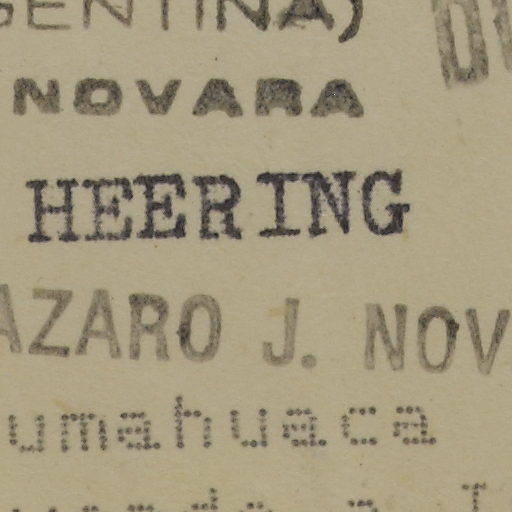 GENTINA)
NOVARA
HEERING
AZARO J. NOV
umahuaca